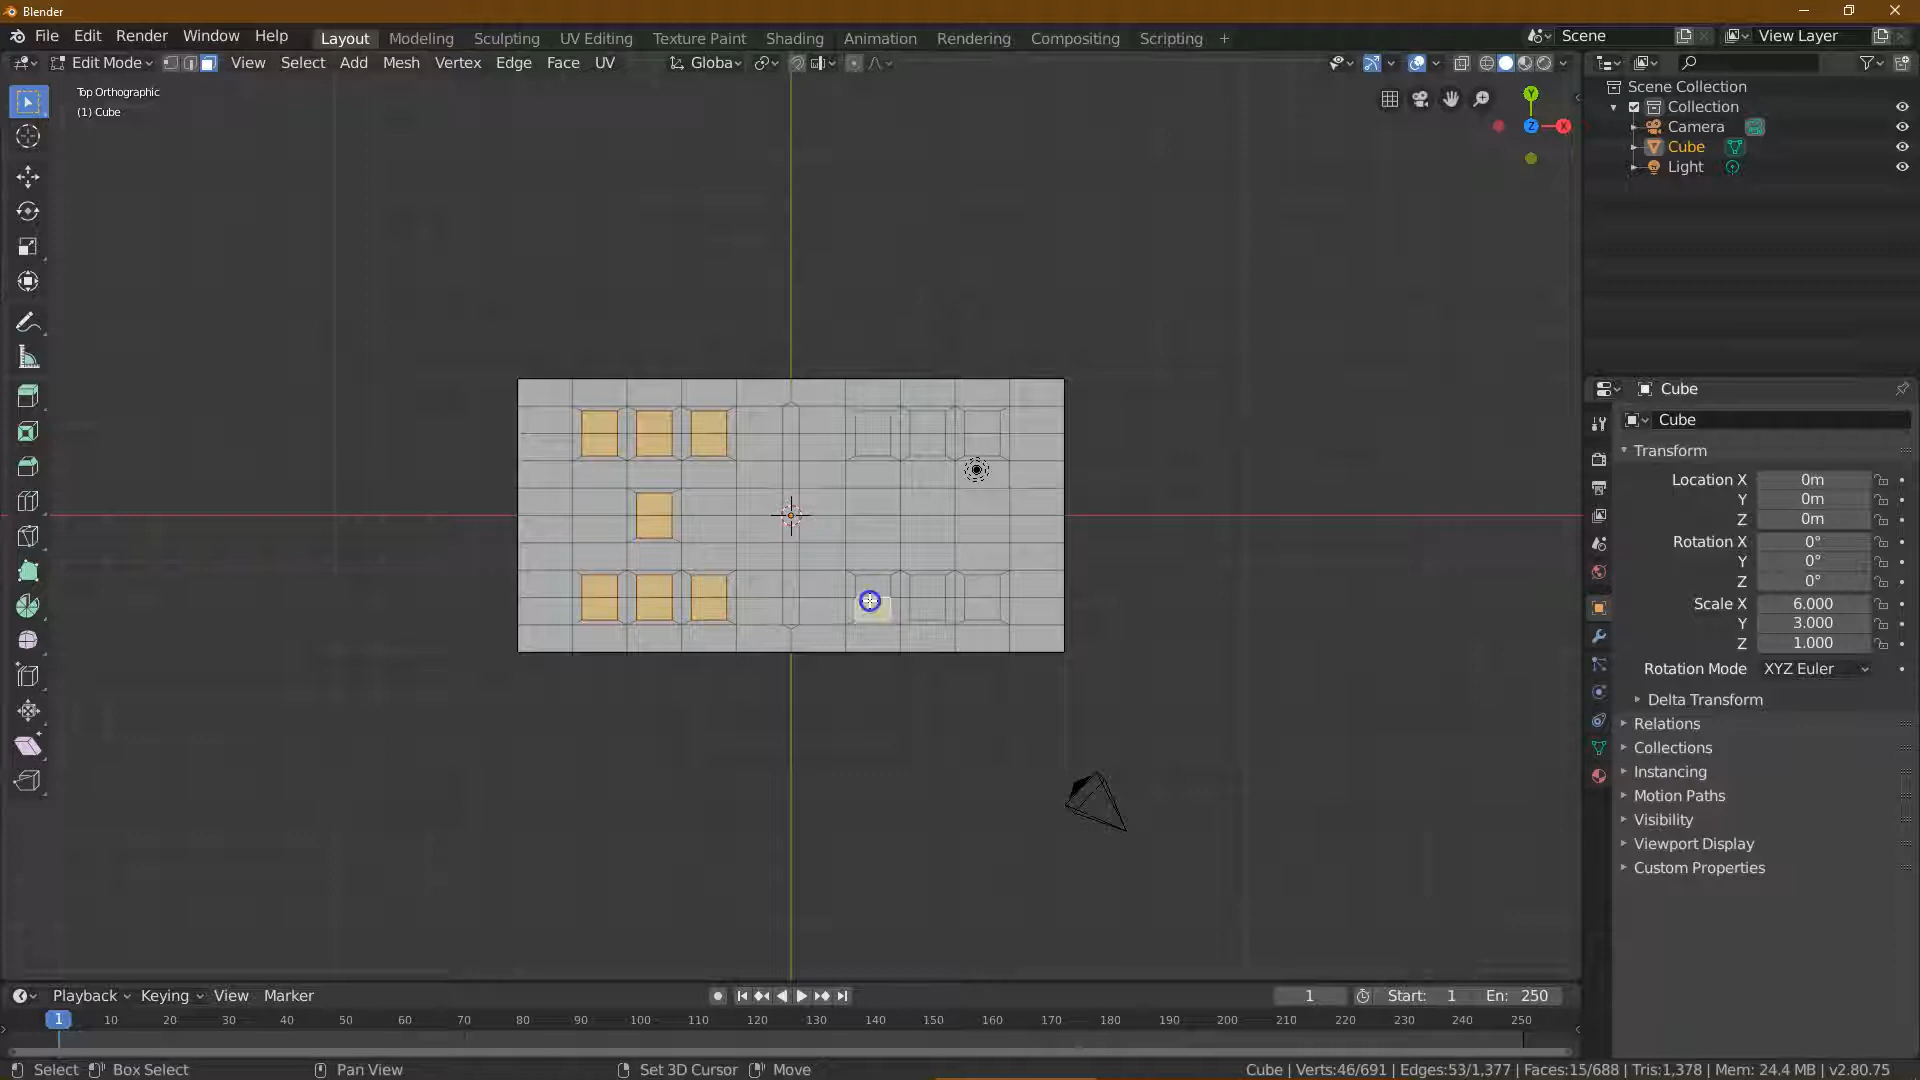 Blender
File Edit Render Window Help Layout Modeling Sculpting UV Editing Texture Paint Shading Animation Rendering Compositing Scripting + Scene View Layer
Edit Mode View Select Add Mesh Vertex Edge Face UV Globa
Top Orthographic
(1) Cube
Y
Z
X
Scene Collection
Collection
Camera
Cube
Light
Cube
Cube
Transform
Location X 0m
Y 0m
Z 0m
Rotation X 0°
Y 0°
Z 0°
Scale X 6.000
Y 3.000
Z 1.000
Rotation Mode XYZ Euler
Delta Transform
Relations
Collections
Instancing
Motion Paths
Visibility
Viewport Display
Custom Properties
Playback Keying View Marker 1 Start: 1 En: 250
1 10 20 30 40 50 60 70 80 90 100 110 120 130 140 150 160 170 180 190 200 210 220 230 240 250
Select Box Select Pan View Set 3D Cursor Move Cube | Verts:46/691 | Edges:53/1,377 | Faces:15/688 | Tris:1,378 | Mem: 24.4 MB | v2.80.75